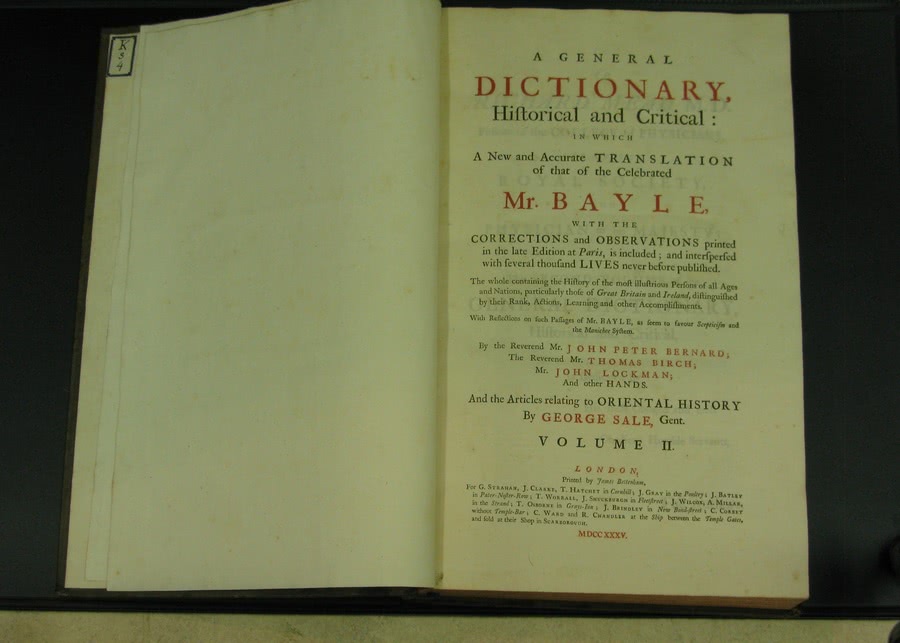 K
5
4
A GENERAL
DICTIONARY,
Hiſtorical and Critical:
IN WHICH
A New and Accurate TRANSLATION
of that of the Celebrated
Mr. BAYLE,
WITH THE
CORRECTIONS and OBSERVATIONS printed
in the late Edition at Paris, is included; and interſperſed
with ſeveral thouſand LIVES never before publiſhed.
The whole containing the Hiſtory of the moſt illuſtrious Perſons of all Ages
and Nations, particularly thoſe of Great Britain and Ireland, diſtinguiſhed
by their Rank, Actions, Learning and other Accompliſhments.
With Reflections on ſuch Paſſages of Mr. BAYLE, as ſeem to favour Scepticiſm and
the Manichee Syſtem.
By the Reverend Mr. JOHN PETER BERNARD;
The Reverend Mr. THOMAS BIRCH;
Mr. JOHN LOCKMAN;
And other HANDS.
And the Articles relating to ORIENTAL HISTORY
By GEORGE SALE, Gent.
VOLUME II.
LONDON,
Printed by James Bettenham,
For G. STRAHAN, J. CLARKE, T. HATCHET in Cornhill; J. GRAY in the Poultry; J. BATLEY
in Pater-Noſter-Row; T. WORRALL, J. SHUCKBURGH in Fleetſtreet; J. WILCOX, A. MILLAR,
in the Strand; T. OSBORNE in Grays-Inn; J. BRINDLEY in New Bond-ſtreet; C. CORBET
without Temple-Bar; C. WARD and R. CHANDLER at the Ship between the Temple Gates,
and ſold at their Shop in SCARBOROUGH.
MDCCXXXV.